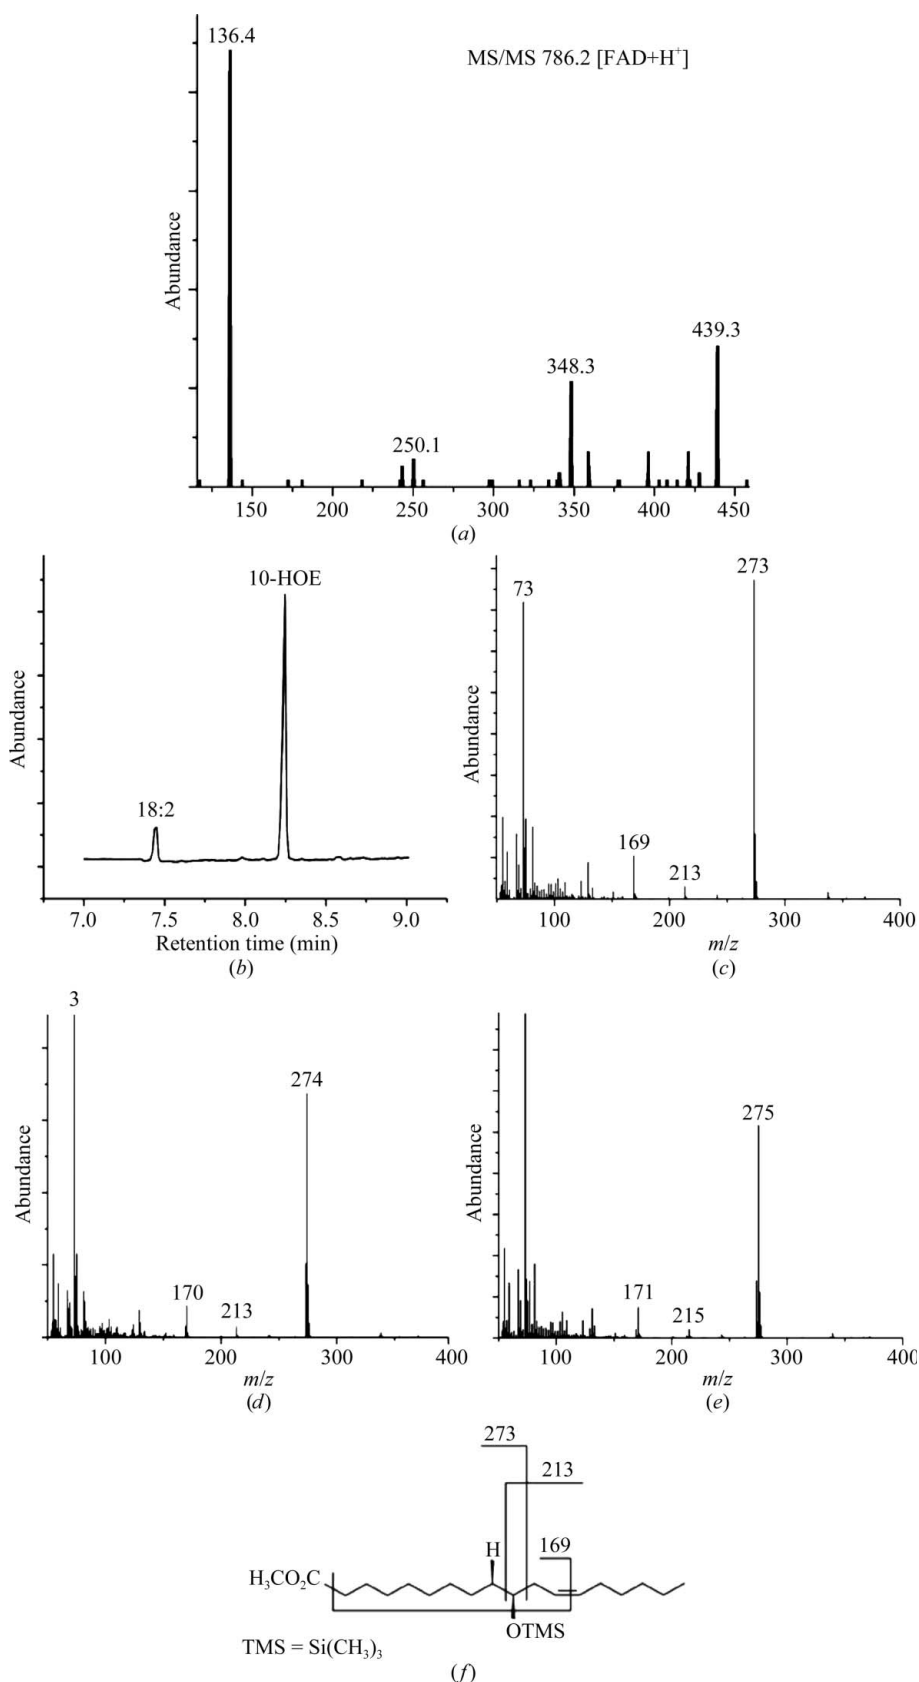 136.4
MS/MS 786.2 [FAD+H⁺]
439.3
348.3
250.1
Abundance
150 200 250 300 350 400 450
(a)
10-HOE
18:2
Abundance
7.0 7.5 8.0 8.5 9.0
Retention time (min)
(b)
273
73
169
213
Abundance
100 200 300 400
m/z
(c)
3
274
170
213
Abundance
100 200 300 400
m/z
(d)
275
171
215
Abundance
100 200 300 400
m/z
(e)
273
213
169
H
H₃CO₂C
OTMS
TMS = Si(CH₃)₃
(f)